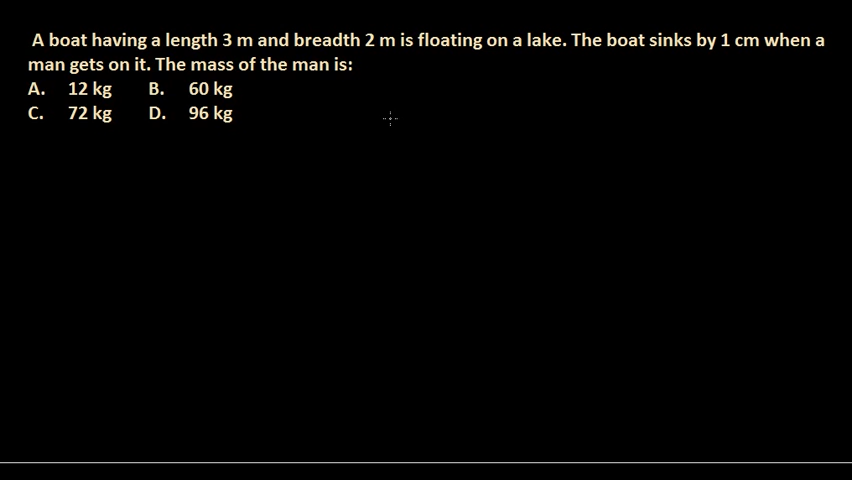 A boat having a length 3 m and breadth 2 m is floating on a lake. The boat sinks by 1 cm when a
man gets on it. The mass of the man is:
A. 12 kg B. 60 kg
C. 72 kg D. 96 kg